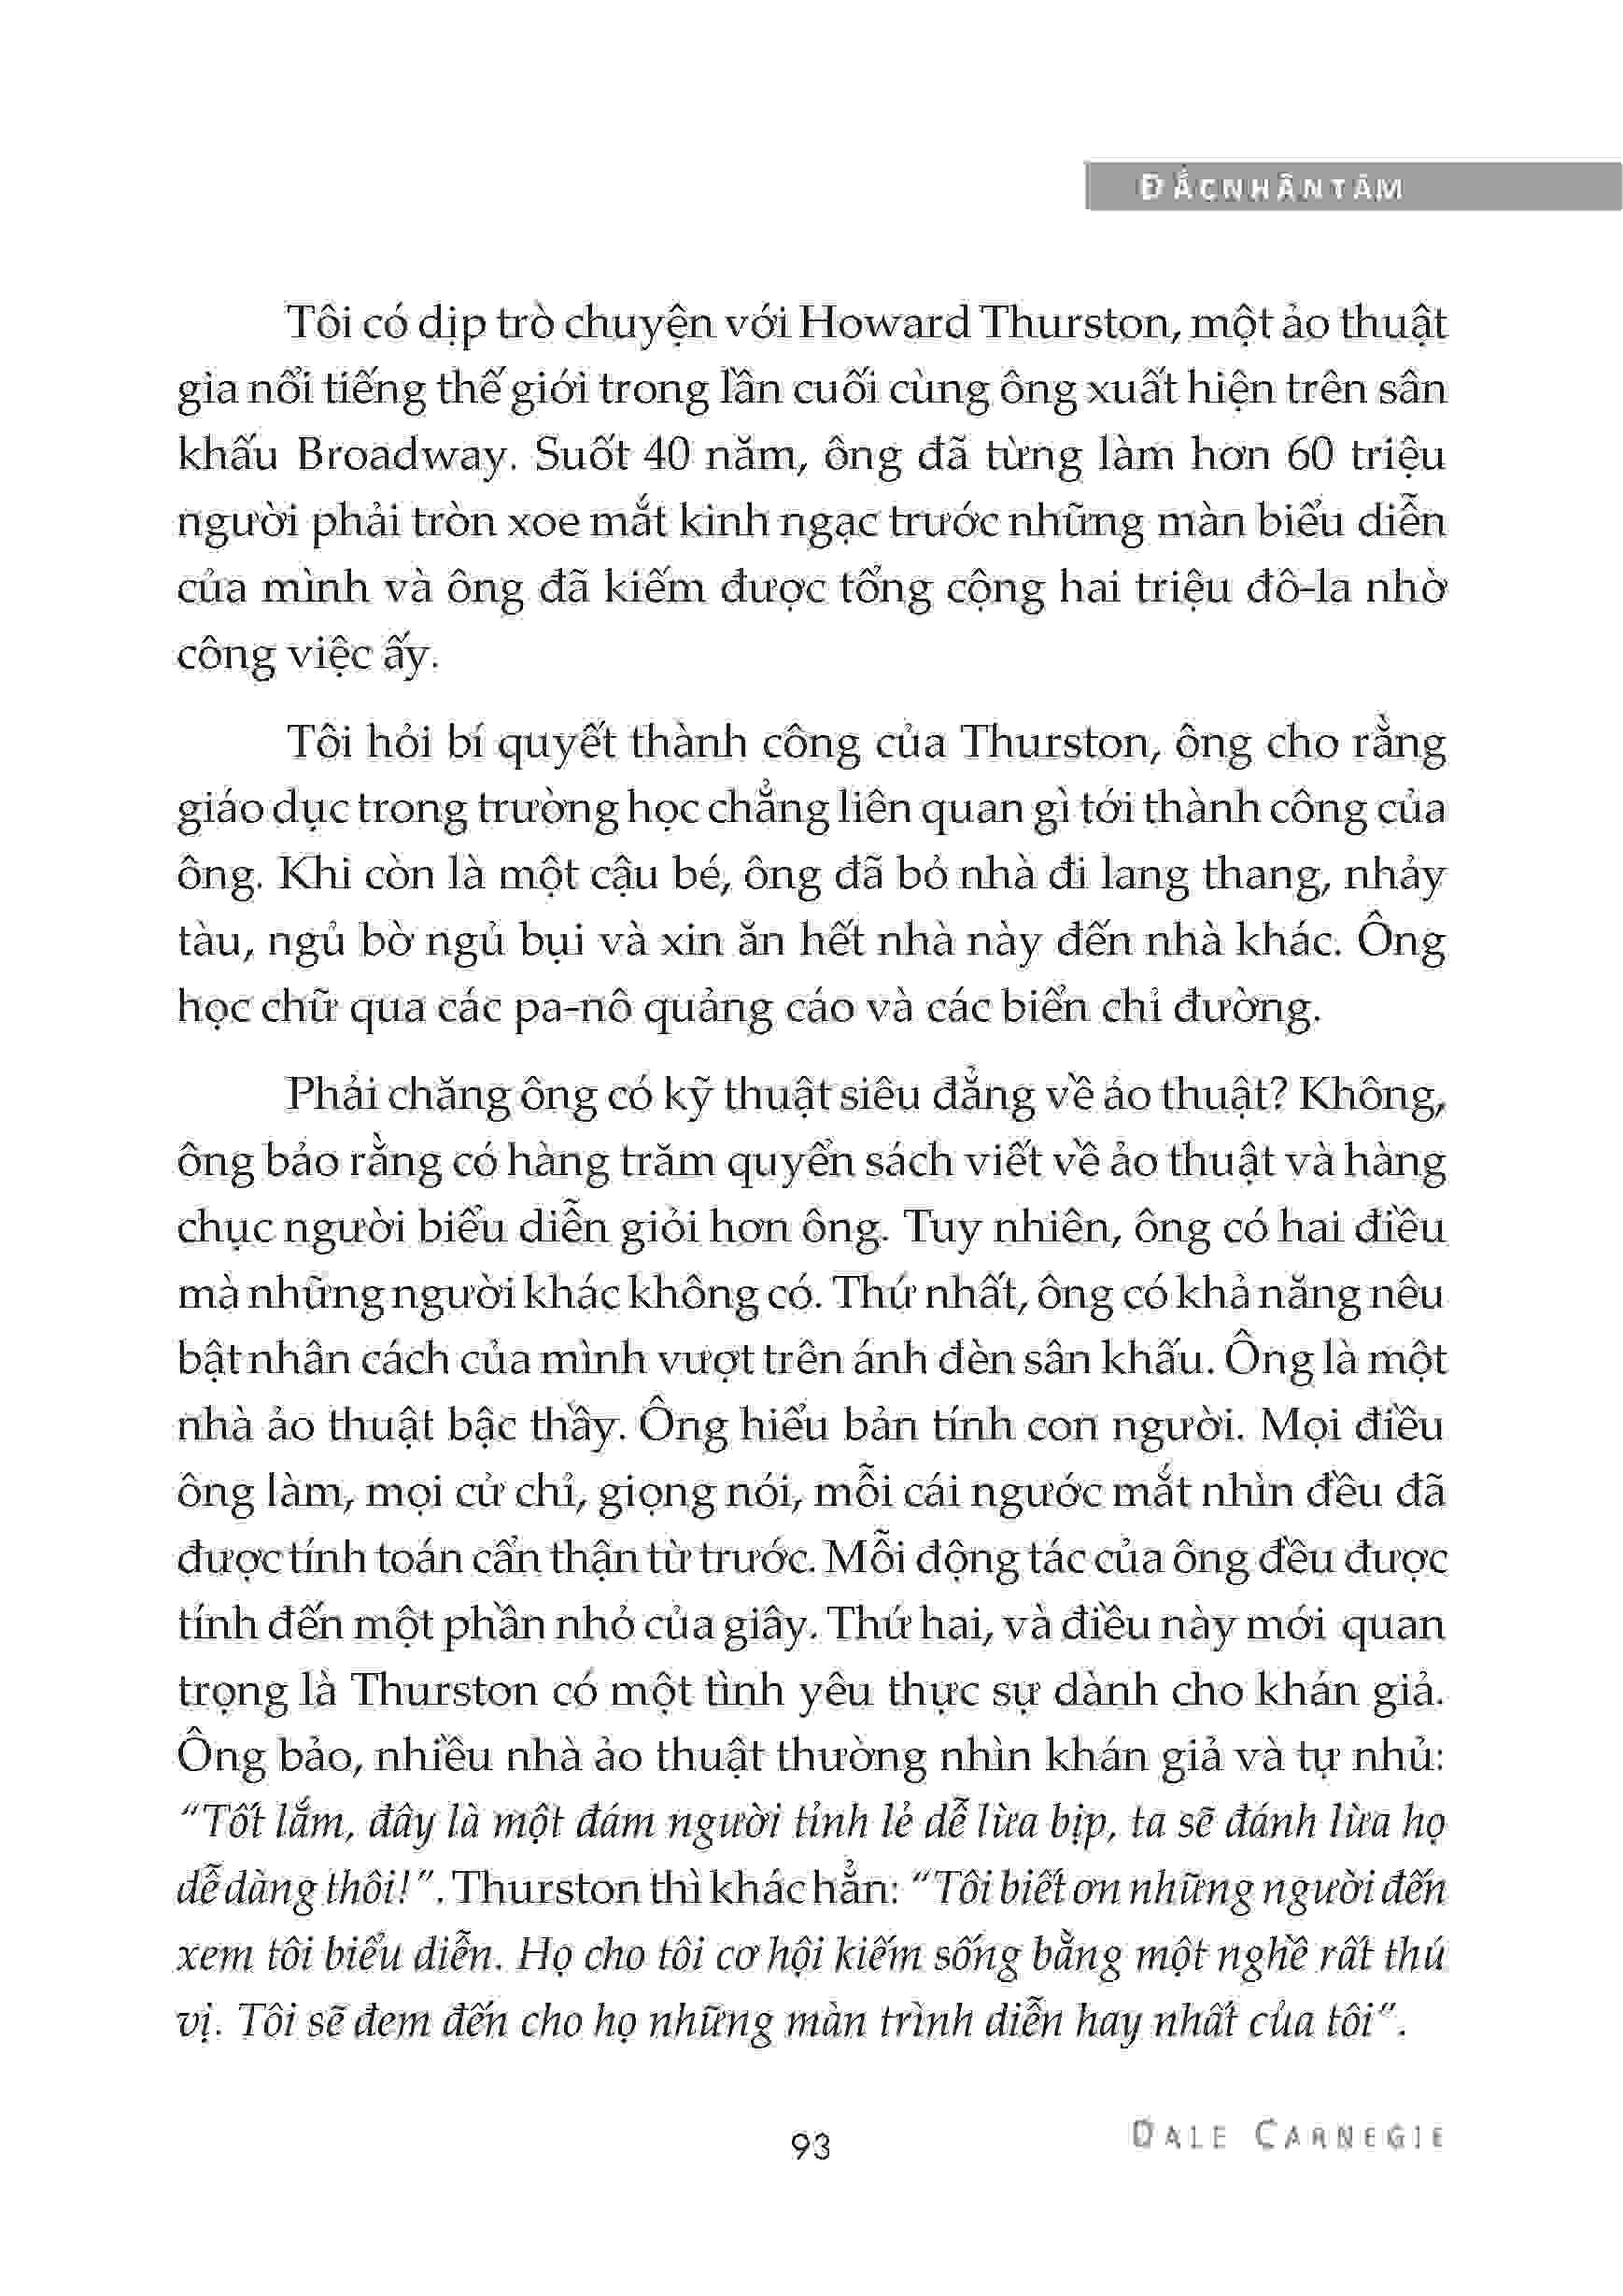 ĐẮCNHÂNTÂM
Tôi có dịp trò chuyện với Howard Thurston, một ảo thuật
gia nổi tiếng thế giới trong lần cuối cùng ông xuất hiện trên sân
khấu Broadway. Suốt 40 năm, ông đã từng làm hơn 60 triệu
người phải tròn xoe mắt kinh ngạc trước những màn biểu diễn
của mình và ông đã kiếm được tổng cộng hai triệu đô-la nhờ
công việc ấy.
Tôi hỏi bí quyết thành công của Thurston, ông cho rằng
giáo dục trong trường học chẳng liên quan gì tới thành công của
ông. Khi còn là một cậu bé, ông đã bỏ nhà đi lang thang, nhảy
tàu, ngủ bờ ngủ bụi và xin ăn hết nhà này đến nhà khác. Ông
học chữ qua các pa-nô quảng cáo và các biển chỉ đường.
Phải chăng ông có kỹ thuật siêu đẳng về ảo thuật? Không,
ông bảo rằng có hàng trăm quyển sách viết về ảo thuật và hàng
chục người biểu diễn giỏi hơn ông. Tuy nhiên, ông có hai điều
mà những người khác không có. Thứ nhất, ông có khả năng nêu
bật nhân cách của mình vượt trên ánh đèn sân khấu. Ông là một
nhà ảo thuật bậc thầy. Ông hiểu bản tính con người. Mọi điều
ông làm, mọi cử chỉ, giọng nói, mỗi cái ngước mắt nhìn đều đã
được tính toán cẩn thận từ trước. Mỗi động tác của ông đều được
tính đến một phần nhỏ của giây. Thứ hai, và điều này mới quan
trọng là Thurston có một tình yêu thực sự dành cho khán giả.
Ông bảo, nhiều nhà ảo thuật thường nhìn khán giả và tự nhủ:
“Tốt lắm, đây là một đám người tỉnh lẻ dễ lừa bịp, ta sẽ đánh lừa họ
dễ dàng thôi!”. Thurston thì khác hẳn: “Tôi biết ơn những người đến
xem tôi biểu diễn. Họ cho tôi cơ hội kiếm sống bằng một nghề rất thú
vị. Tôi sẽ đem đến cho họ những màn trình diễn hay nhất của tôi”.
93
DALE CARNEGIE